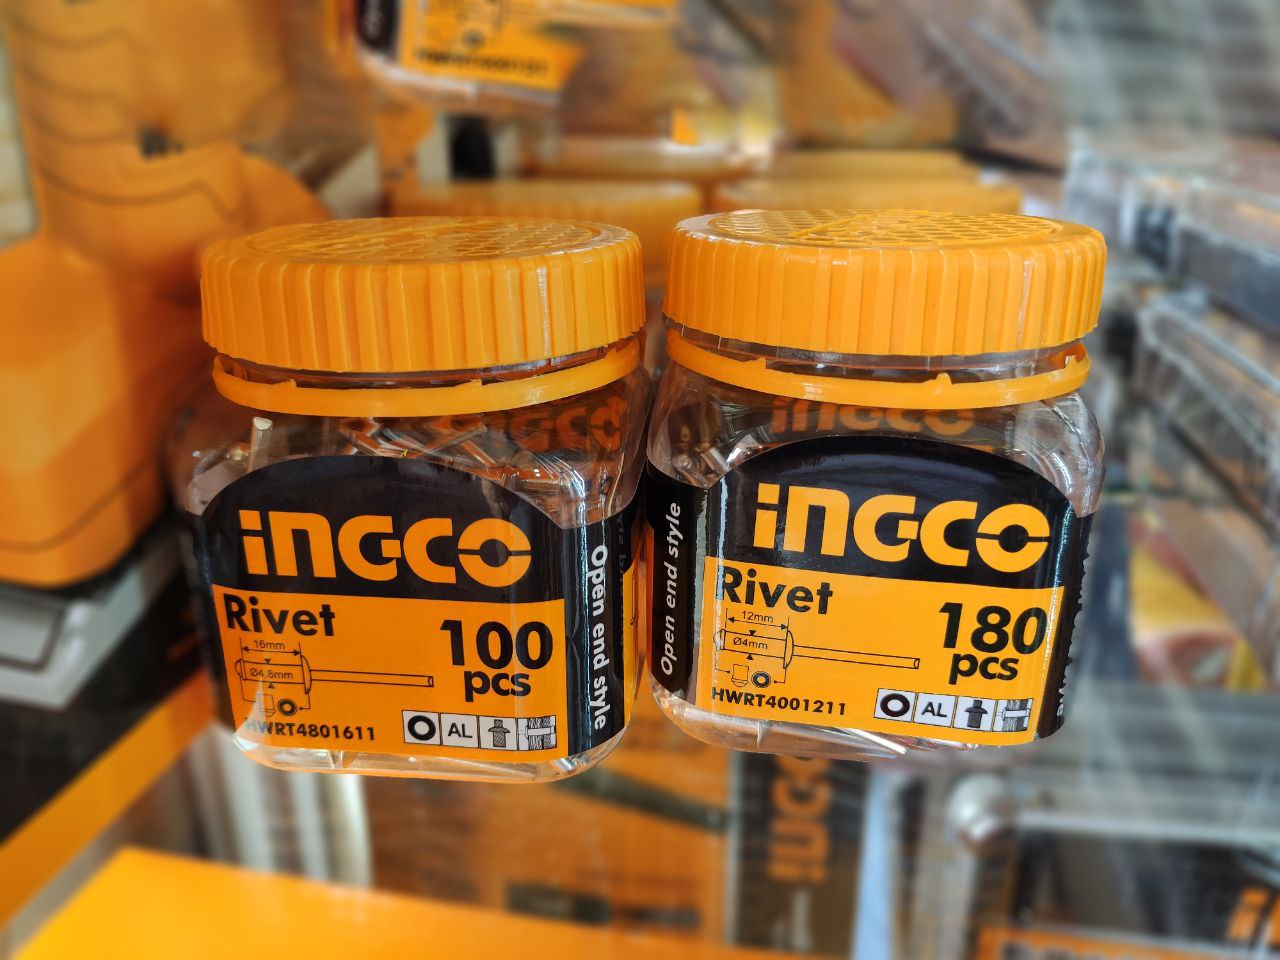 INGCO
Rivet
16mm
Ø4.8mm
100
pcs
HWRT4801611
AL
Open end style
Open end style
INGCO
Rivet
12mm
Ø4mm
180
pcs
HWRT4001211
AL
INGCO